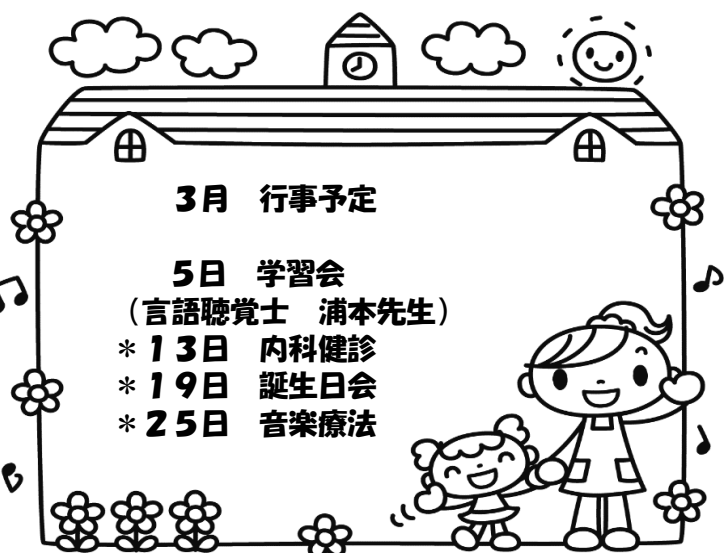 ３月　行事予定
５日　学習会
（言語聴覚士　浦本先生）
＊１３日　内科健診
＊１９日　誕生日会
＊２５日　音楽療法